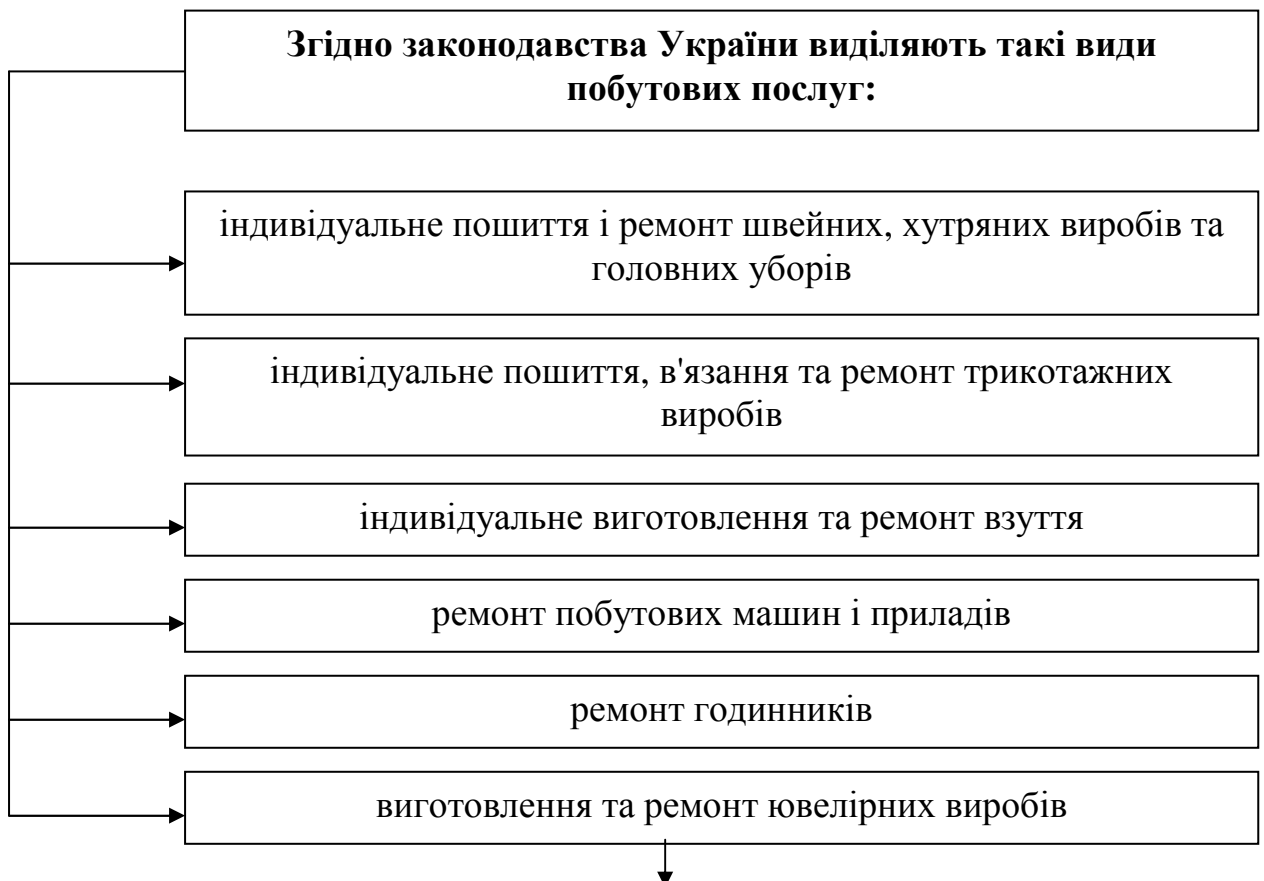 Згідно законодавства України виділяють такі види
побутових послуг:
індивідуальне пошиття і ремонт швейних, хутряних виробів та
головних уборів
індивідуальне пошиття, в'язання та ремонт трикотажних
виробів
індивідуальне виготовлення та ремонт взуття
ремонт побутових машин і приладів
ремонт годинників
виготовлення та ремонт ювелірних виробів